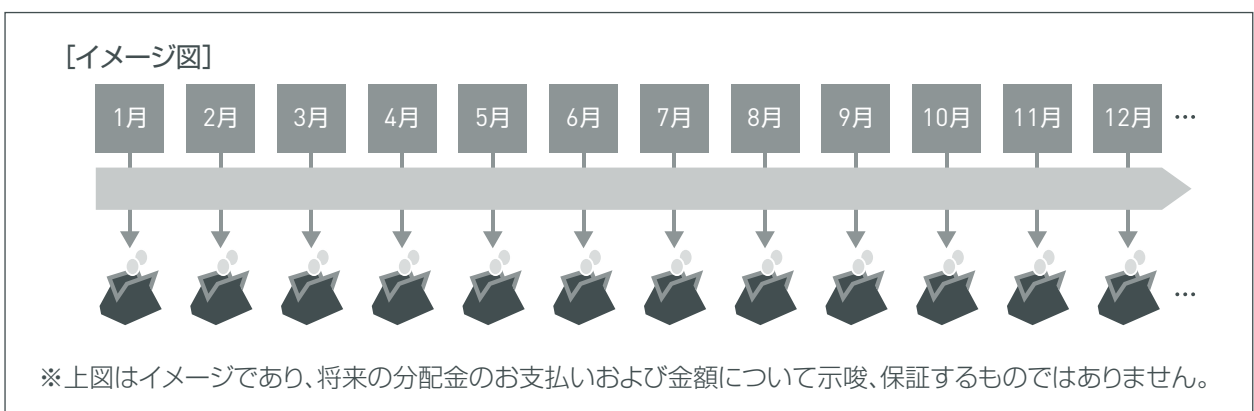 [イメージ図]
1月 2月 3月 4月 5月 6月 7月 8月 9月 10月 11月 12月 …
…
※上図はイメージであり、将来の分配金のお支払いおよび金額について示唆、保証するものではありません。